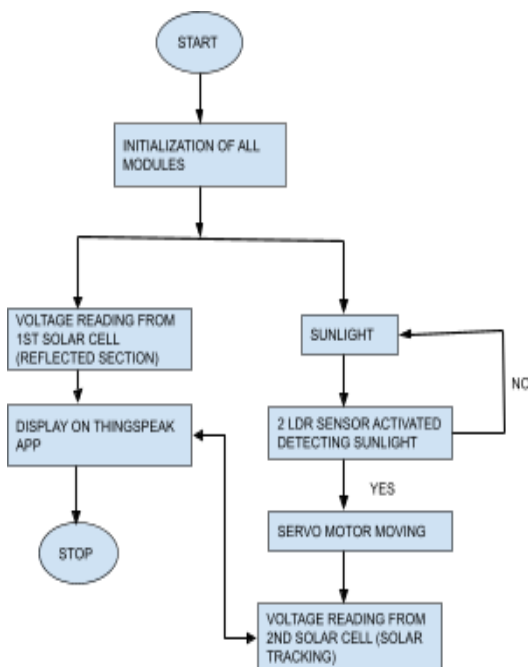 START
INITIALIZATION OF ALL
MODULES
VOLTAGE READING FROM
1ST SOLAR CELL
(REFLECTED SECTION)
SUNLIGHT
NO
DISPLAY ON THINGSPEAK
APP
2 LDR SENSOR ACTIVATED
DETECTING SUNLIGHT
YES
STOP
SERVO MOTOR MOVING
VOLTAGE READING FROM
2ND SOLAR CELL (SOLAR
TRACKING)